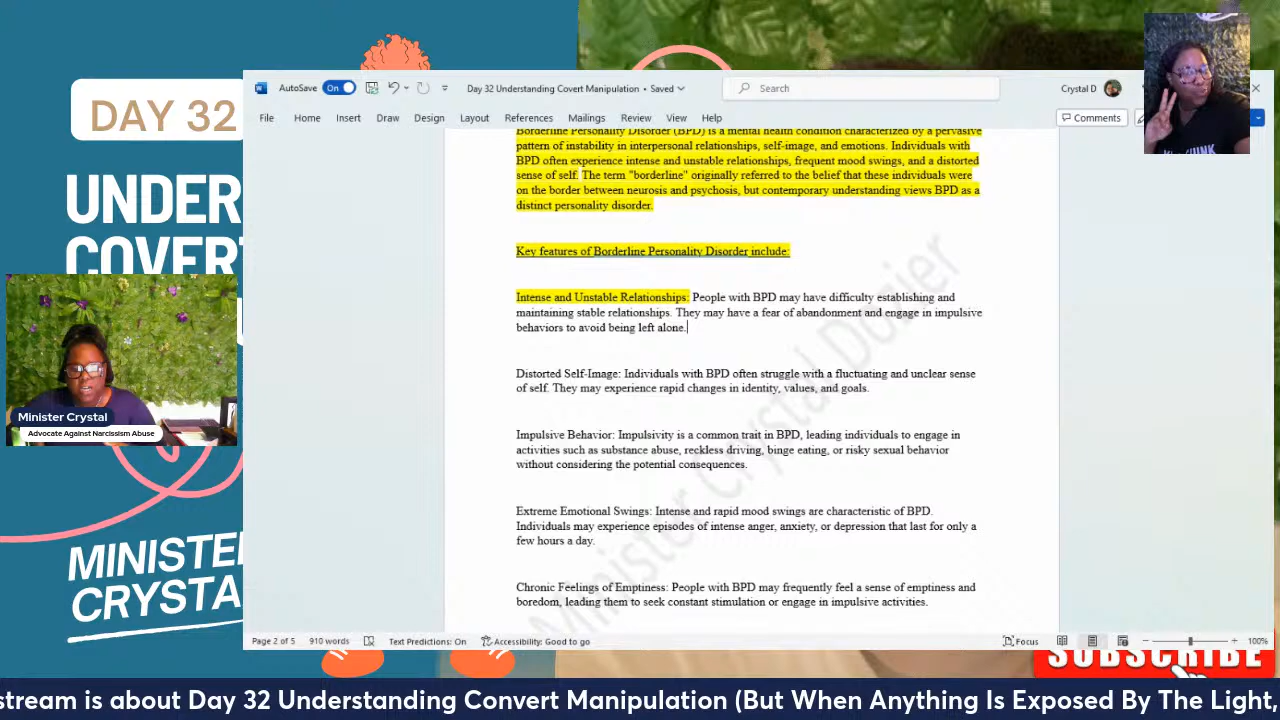 DAY 32
UNDER
COVERT
MINISTE
CRYSTA
Minister Crystal
Advocate Against Narcissism Abuse
AutoSave On
Day 32 Understanding Covert Manipulation • Saved
Search
Crystal D
File Home Insert Draw Design Layout References Mailings Review View Help
Comments
Borderline Personality Disorder (BPD) is a mental health condition characterized by a pervasive
pattern of instability in interpersonal relationships, self-image, and emotions. Individuals with
BPD often experience intense and unstable relationships, frequent mood swings, and a distorted
sense of self. The term "borderline" originally referred to the belief that these individuals were
on the border between neurosis and psychosis, but contemporary understanding views BPD as a
distinct personality disorder.
Key features of Borderline Personality Disorder include:
Intense and Unstable Relationships: People with BPD may have difficulty establishing and
maintaining stable relationships. They may have a fear of abandonment and engage in impulsive
behaviors to avoid being left alone.
Distorted Self-Image: Individuals with BPD often struggle with a fluctuating and unclear sense
of self. They may experience rapid changes in identity, values, and goals.
Impulsive Behavior: Impulsivity is a common trait in BPD, leading individuals to engage in
activities such as substance abuse, reckless driving, binge eating, or risky sexual behavior
without considering the potential consequences.
Extreme Emotional Swings: Intense and rapid mood swings are characteristic of BPD.
Individuals may experience episodes of intense anger, anxiety, or depression that last for only a
few hours a day.
Chronic Feelings of Emptiness: People with BPD may frequently feel a sense of emptiness and
boredom, leading them to seek constant stimulation or engage in impulsive activities.
Minister Crystal Dozier
Page 2 of 5 910 words Text Predictions: On Accessibility: Good to go
Focus
100%
SUBSCRIBE
stream is about Day 32 Understanding Convert Manipulation (But When Anything Is Exposed By The Light,